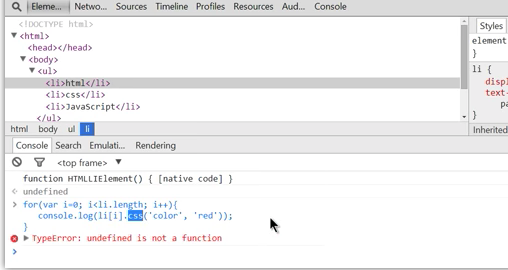 Eleme... Netwo... Sources Timeline Profiles Resources Aud... Console
<!DOCTYPE html>
<html>
<head></head>
<body>
<ul>
<li>html</li>
<li>css</li>
<li>JavaScript</li>
</ul>
html body ul li
Styles
element
}
li {
disp
text-
pa
}
Inherited
Console Search Emulati... Rendering
<top frame>
function HTMLLIElement() { [native code] }
undefined
for(var i=0; i<li.length; i++){
console.log(li[i].css('color', 'red'));
}
TypeError: undefined is not a function